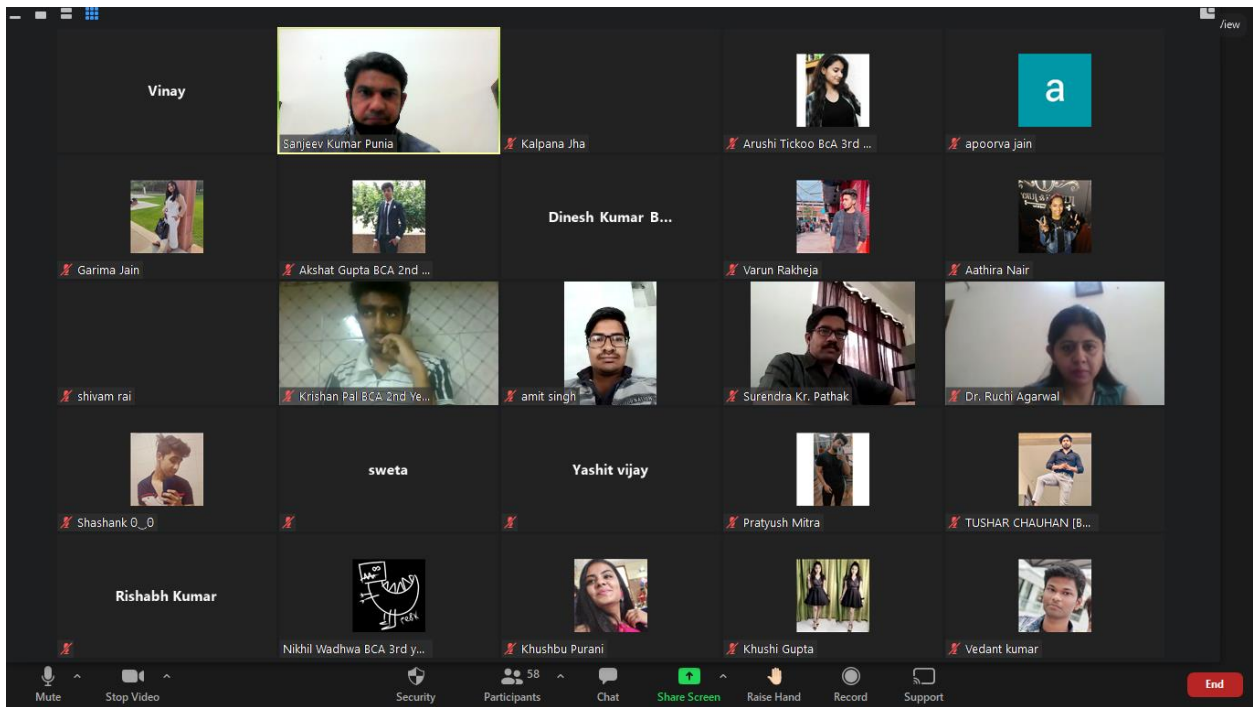 View
Vinay
Sanjeev Kumar Punia
Kalpana Jha
Arushi Tickoo BcA 3rd ...
a
apoorva jain
Garima Jain
Akshat Gupta BCA 2nd ...
Dinesh Kumar B...
Varun Rakheja
Aathira Nair
shivam rai
Krishan Pal BCA 2nd Ye...
amit singh
Surendra Kr. Pathak
Dr. Ruchi Agarwal
Shashank 0‿0
sweta
Yashit vijay
Pratyush Mitra
TUSHAR CHAUHAN [B...
Rishabh Kumar
Nikhil Wadhwa BCA 3rd y...
Khushbu Purani
Khushi Gupta
Vedant kumar
Mute
Stop Video
Security
58
Participants
Chat
Share Screen
Raise Hand
Record
Support
End